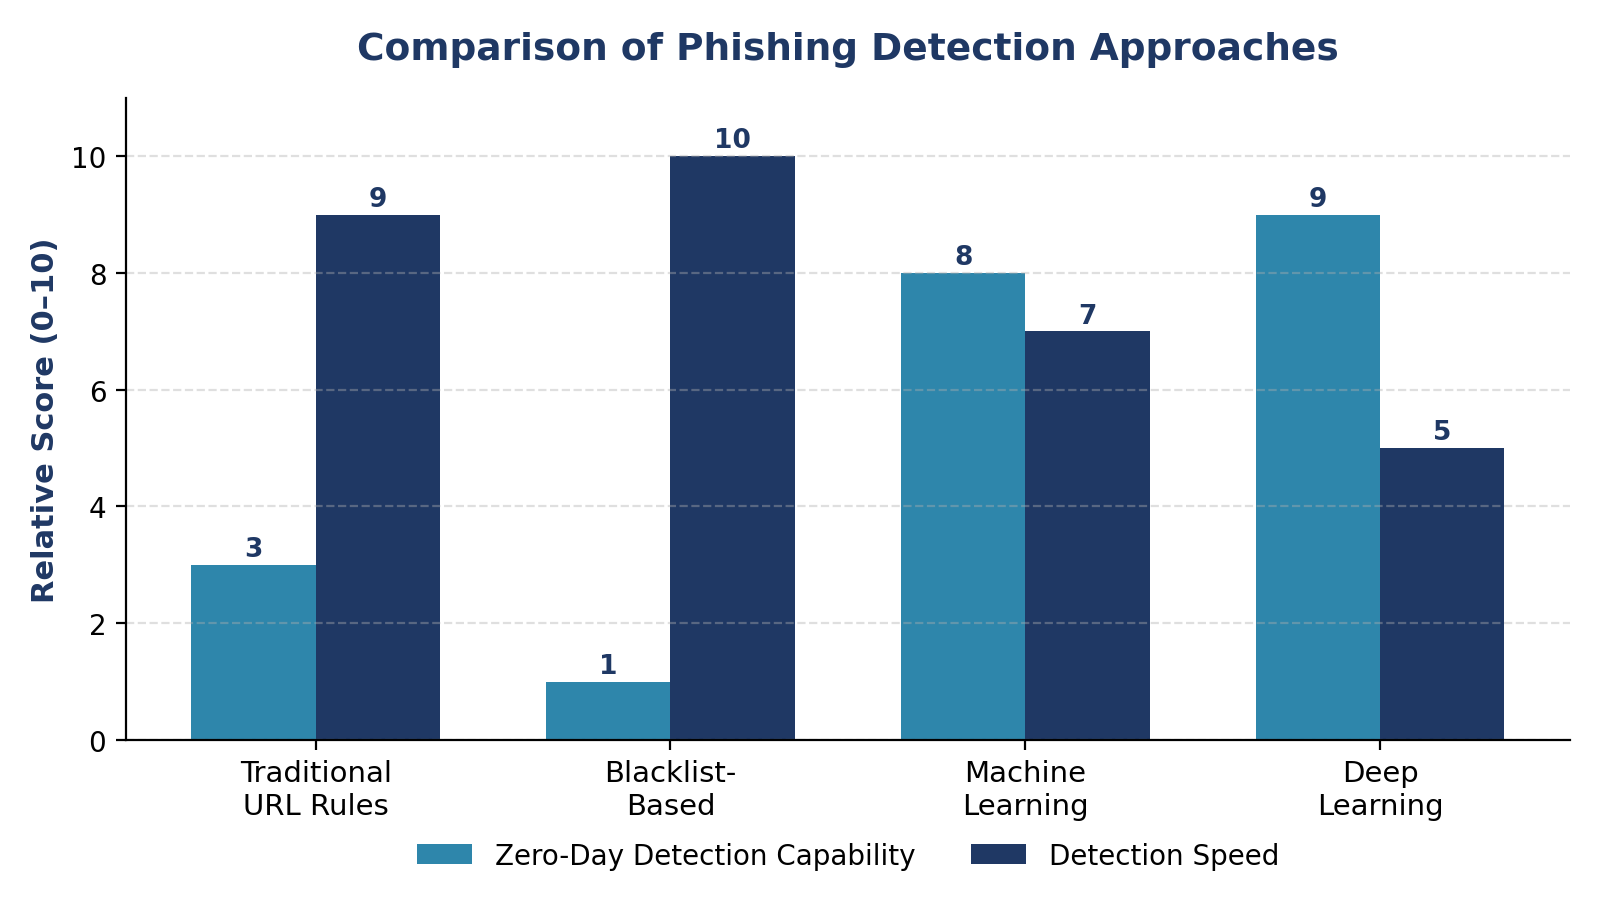 Comparison of Phishing Detection Approaches
Relative Score (0–10)
10
8
6
4
2
0
3
9
1
10
8
7
9
5
Traditional
URL Rules
Blacklist-
Based
Machine
Learning
Deep
Learning
Zero-Day Detection Capability
Detection Speed